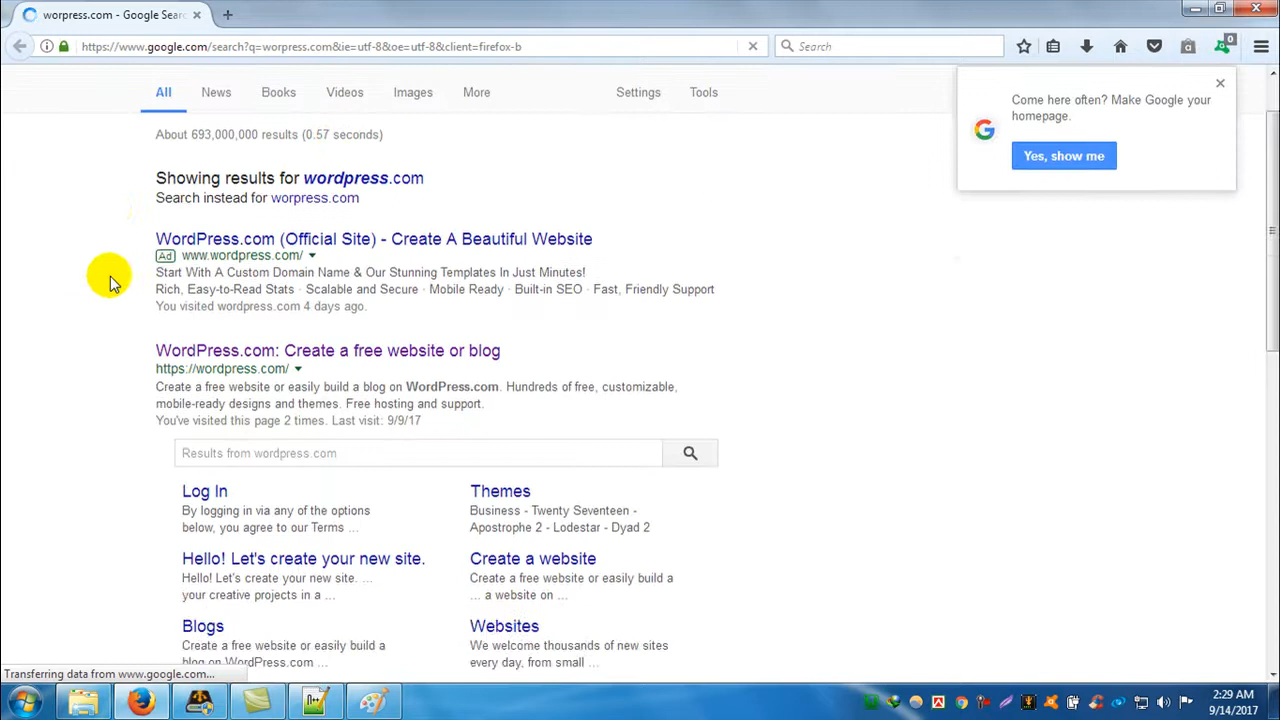 worpress.com - Google Sear
https://www.google.com/search?q=worpress.com&ie=utf-8&oe=utf-8&client=firefox-b
Search
0
All
News
Books
Videos
Images
More
Settings
Tools
Come here often? Make Google your
homepage.
Yes, show me
About 693,000,000 results (0.57 seconds)
Showing results for wordpress.com
Search instead for worpress.com
WordPress.com (Official Site) - Create A Beautiful Website
Ad www.wordpress.com/
Start With A Custom Domain Name & Our Stunning Templates In Just Minutes!
Rich, Easy-to-Read Stats · Scalable and Secure · Mobile Ready · Built-in SEO · Fast, Friendly Support
You visited wordpress.com 4 days ago.
WordPress.com: Create a free website or blog
https://wordpress.com/
Create a free website or easily build a blog on WordPress.com. Hundreds of free, customizable,
mobile-ready designs and themes. Free hosting and support.
You've visited this page 2 times. Last visit: 9/9/17
Results from wordpress.com
Log In
By logging in via any of the options
below, you agree to our Terms ...
Themes
Business - Twenty Seventeen -
Apostrophe 2 - Lodestar - Dyad 2
Hello! Let's create your new site.
Hello! Let's create your new site. ...
your creative projects in a ...
Create a website
Create a free website or easily build a
... a website on ...
Blogs
Create a free website or easily build a
blog on WordPress.com ...
Websites
We welcome thousands of new sites
every day, from small ...
Transferring data from www.google.com...
2:29 AM
9/14/2017